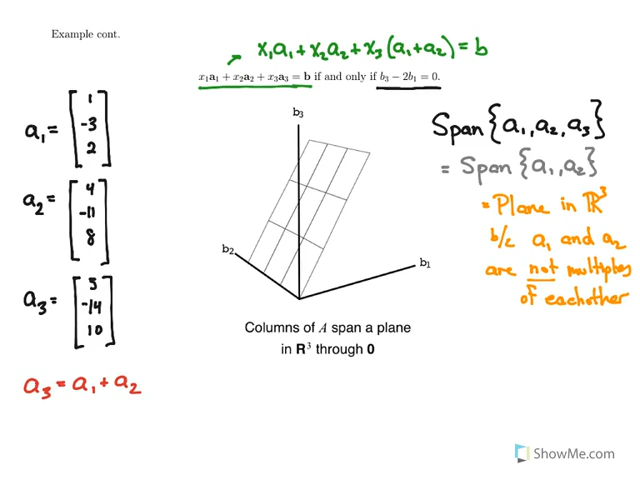 Example cont.
x₁a₁ + x₂a₂ + x₃(a₁+a₂) = b
x₁a₁ + x₂a₂ + x₃a₃ = b if and only if b₃ − 2b₁ = 0.
a₁ = [1 -3 2]
a₂ = [4 -11 8]
a₃ = [5 -14 10]
a₃ = a₁ + a₂
b₃
b₂
b₁
Columns of A span a plane
in R³ through 0
Span{a₁, a₂, a₃}
= Span{a₁, a₂}
= Plane in ℝ³
b/c a₁ and a₂
are not multiples
of eachother
ShowMe.com